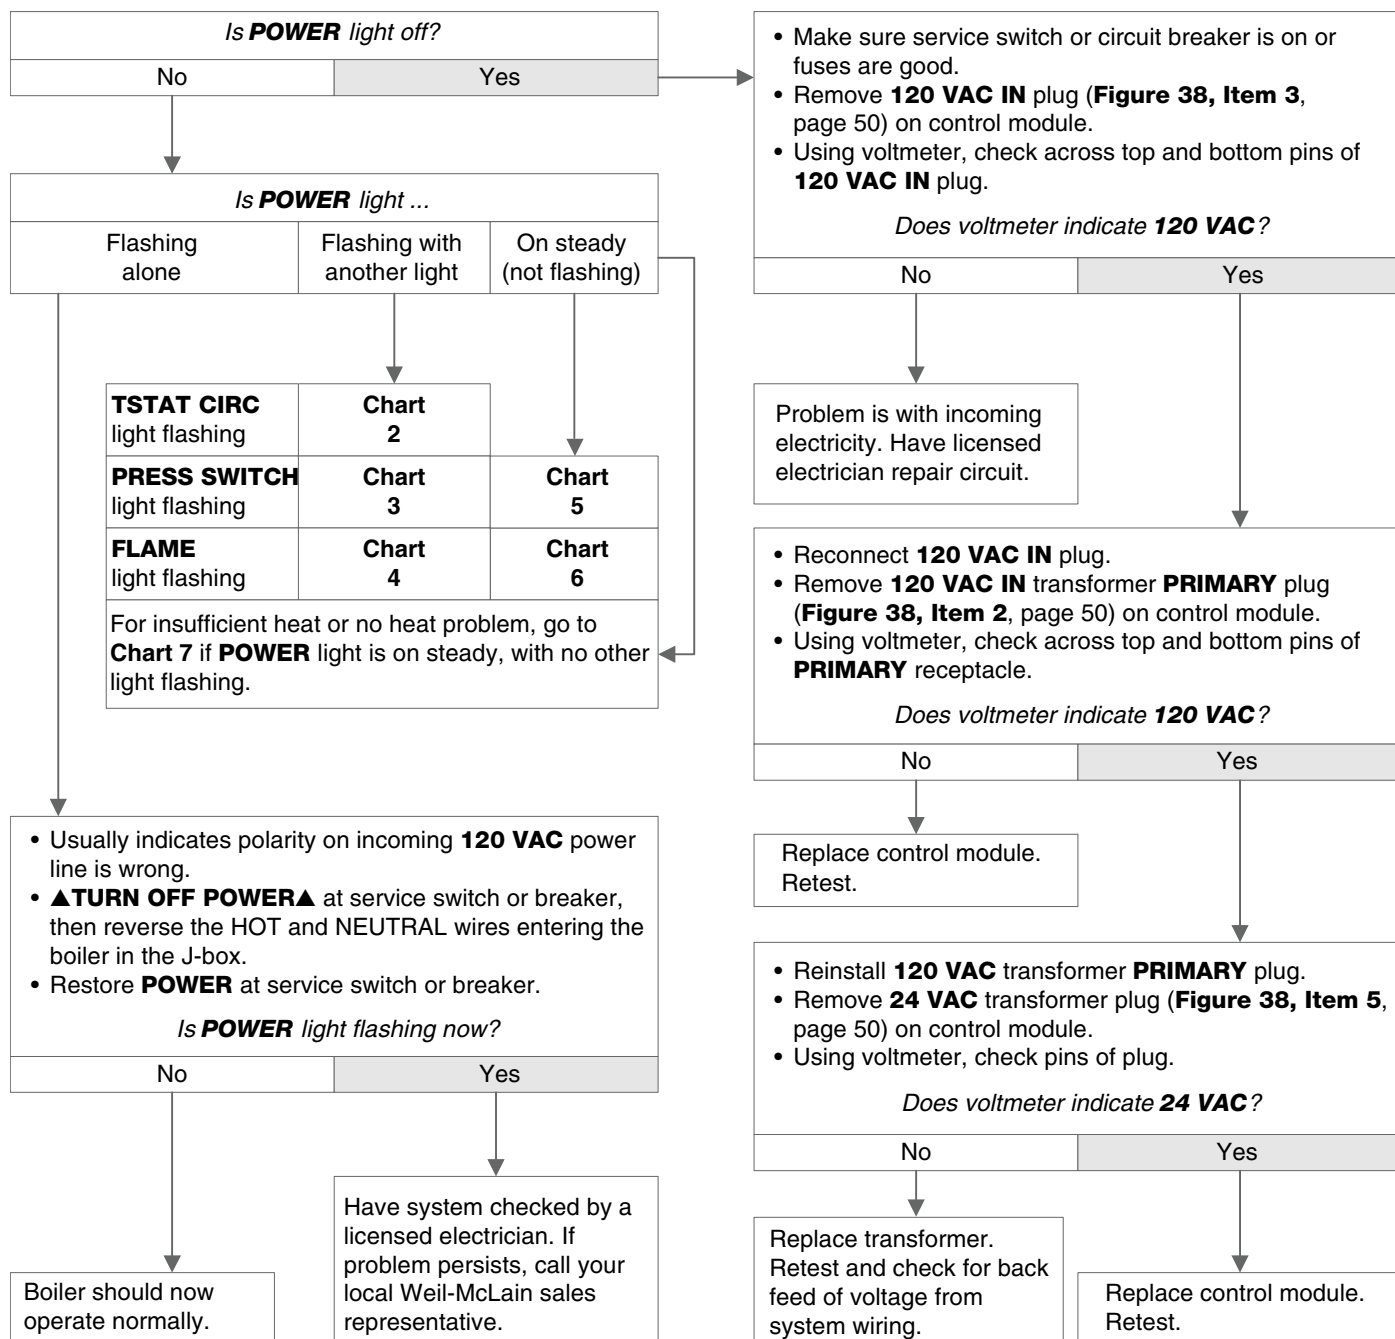 Is POWER light off?
No
Yes
Is POWER light ...
Flashing
alone
Flashing with
another light
On steady
(not flashing)
TSTAT CIRC
light flashing
Chart
2
PRESS SWITCH
light flashing
Chart
3
Chart
5
FLAME
light flashing
Chart
4
Chart
6
For insufficient heat or no heat problem, go to
Chart 7 if POWER light is on steady, with no other
light flashing.
• Usually indicates polarity on incoming 120 VAC power
line is wrong.
• ▲TURN OFF POWER▲ at service switch or breaker,
then reverse the HOT and NEUTRAL wires entering the
boiler in the J-box.
• Restore POWER at service switch or breaker.
Is POWER light flashing now?
No
Yes
Boiler should now
operate normally.
Have system checked by a
licensed electrician. If
problem persists, call your
local Weil-McLain sales
representative.
• Make sure service switch or circuit breaker is on or
fuses are good.
• Remove 120 VAC IN plug (Figure 38, Item 3,
page 50) on control module.
• Using voltmeter, check across top and bottom pins of
120 VAC IN plug.
Does voltmeter indicate 120 VAC?
No
Yes
Problem is with incoming
electricity. Have licensed
electrician repair circuit.
• Reconnect 120 VAC IN plug.
• Remove 120 VAC IN transformer PRIMARY plug
(Figure 38, Item 2, page 50) on control module.
• Using voltmeter, check across top and bottom pins of
PRIMARY receptacle.
Does voltmeter indicate 120 VAC?
No
Yes
Replace control module.
Retest.
• Reinstall 120 VAC transformer PRIMARY plug.
• Remove 24 VAC transformer plug (Figure 38, Item 5,
page 50) on control module.
• Using voltmeter, check pins of plug.
Does voltmeter indicate 24 VAC?
No
Yes
Replace transformer.
Retest and check for back
feed of voltage from
system wiring.
Replace control module.
Retest.